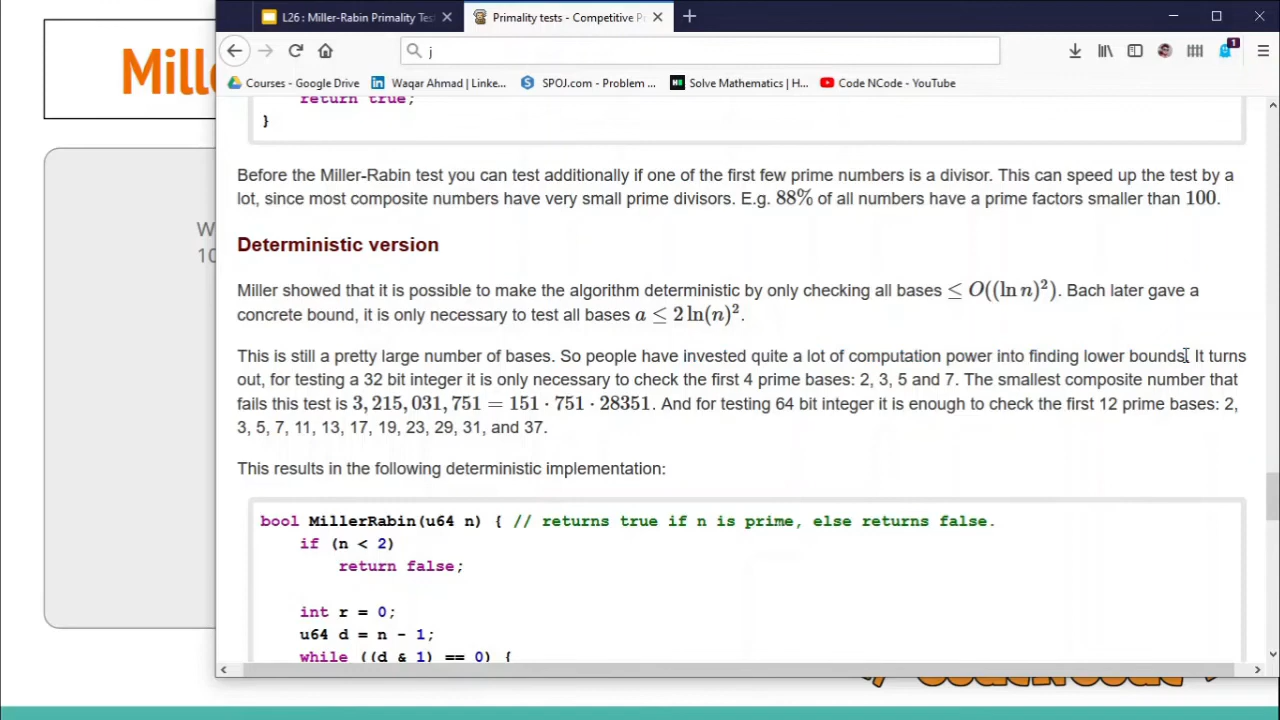 L26 : Miller-Rabin Primality Tes
Primality tests - Competitive P
j
1
Courses - Google Drive
Waqar Ahmad | Linke...
SPOJ.com - Problem ...
Solve Mathematics | H...
Code NCode - YouTube
Mill
W
10
return true;
}
Before the Miller-Rabin test you can test additionally if one of the first few prime numbers is a divisor. This can speed up the test by a
lot, since most composite numbers have very small prime divisors. E.g. 88% of all numbers have a prime factors smaller than 100.
Deterministic version
Miller showed that it is possible to make the algorithm deterministic by only checking all bases ≤ O((ln n)²). Bach later gave a
concrete bound, it is only necessary to test all bases a ≤ 2 ln(n)².
This is still a pretty large number of bases. So people have invested quite a lot of computation power into finding lower bounds. It turns
out, for testing a 32 bit integer it is only necessary to check the first 4 prime bases: 2, 3, 5 and 7. The smallest composite number that
fails this test is 3, 215, 031, 751 = 151 · 751 · 28351. And for testing 64 bit integer it is enough to check the first 12 prime bases: 2,
3, 5, 7, 11, 13, 17, 19, 23, 29, 31, and 37.
This results in the following deterministic implementation:
bool MillerRabin(u64 n) { // returns true if n is prime, else returns false.
if (n < 2)
return false;
int r = 0;
u64 d = n - 1;
while ((d & 1) == 0) {